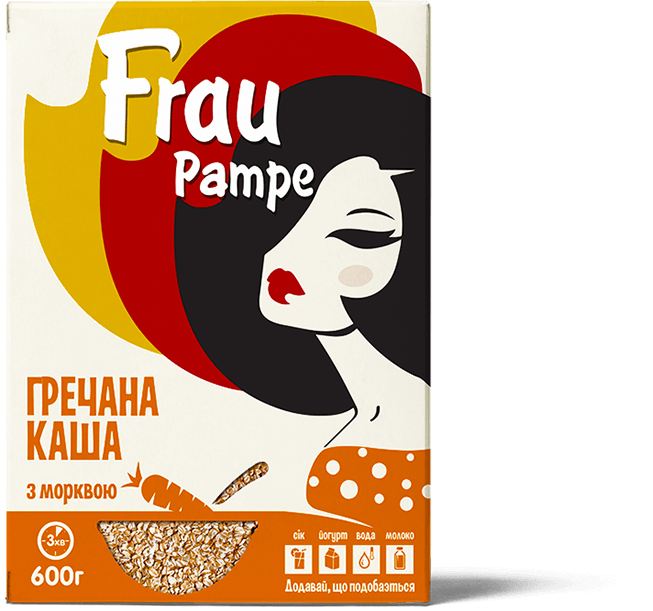 Frau
Pampe
ГРЕЧАНА
КАША
з морквою
3хв
600г
сік йогурт вода молоко
Додавай, що подобається